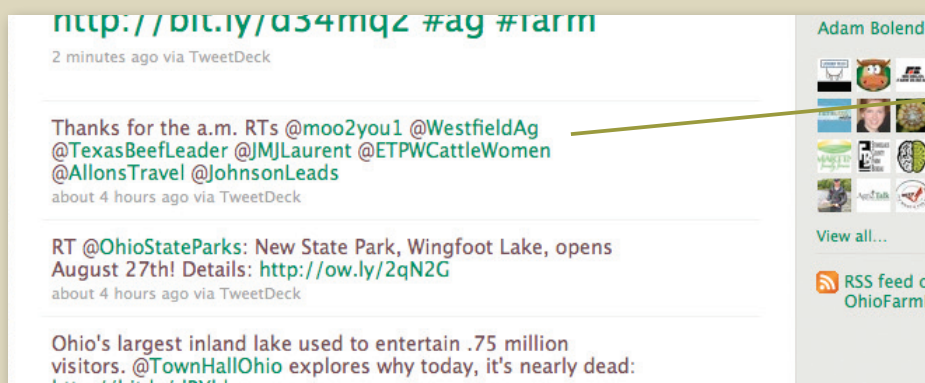 http://bit.ly/d34mq2 #ag #farm
2 minutes ago via TweetDeck
Thanks for the a.m. RTs @moo2you1 @WestfieldAg
@TexasBeefLeader @JMJLaurent @ETPWCattleWomen
@AllonsTravel @JohnsonLeads
about 4 hours ago via TweetDeck
RT @OhioStateParks: New State Park, Wingfoot Lake, opens
August 27th! Details: http://ow.ly/2qN2G
about 4 hours ago via TweetDeck
Ohio's largest inland lake used to entertain .75 million
visitors. @TownHallOhio explores why today, it's nearly dead:
Adam Bolend
View all...
RSS feed o
OhioFarm